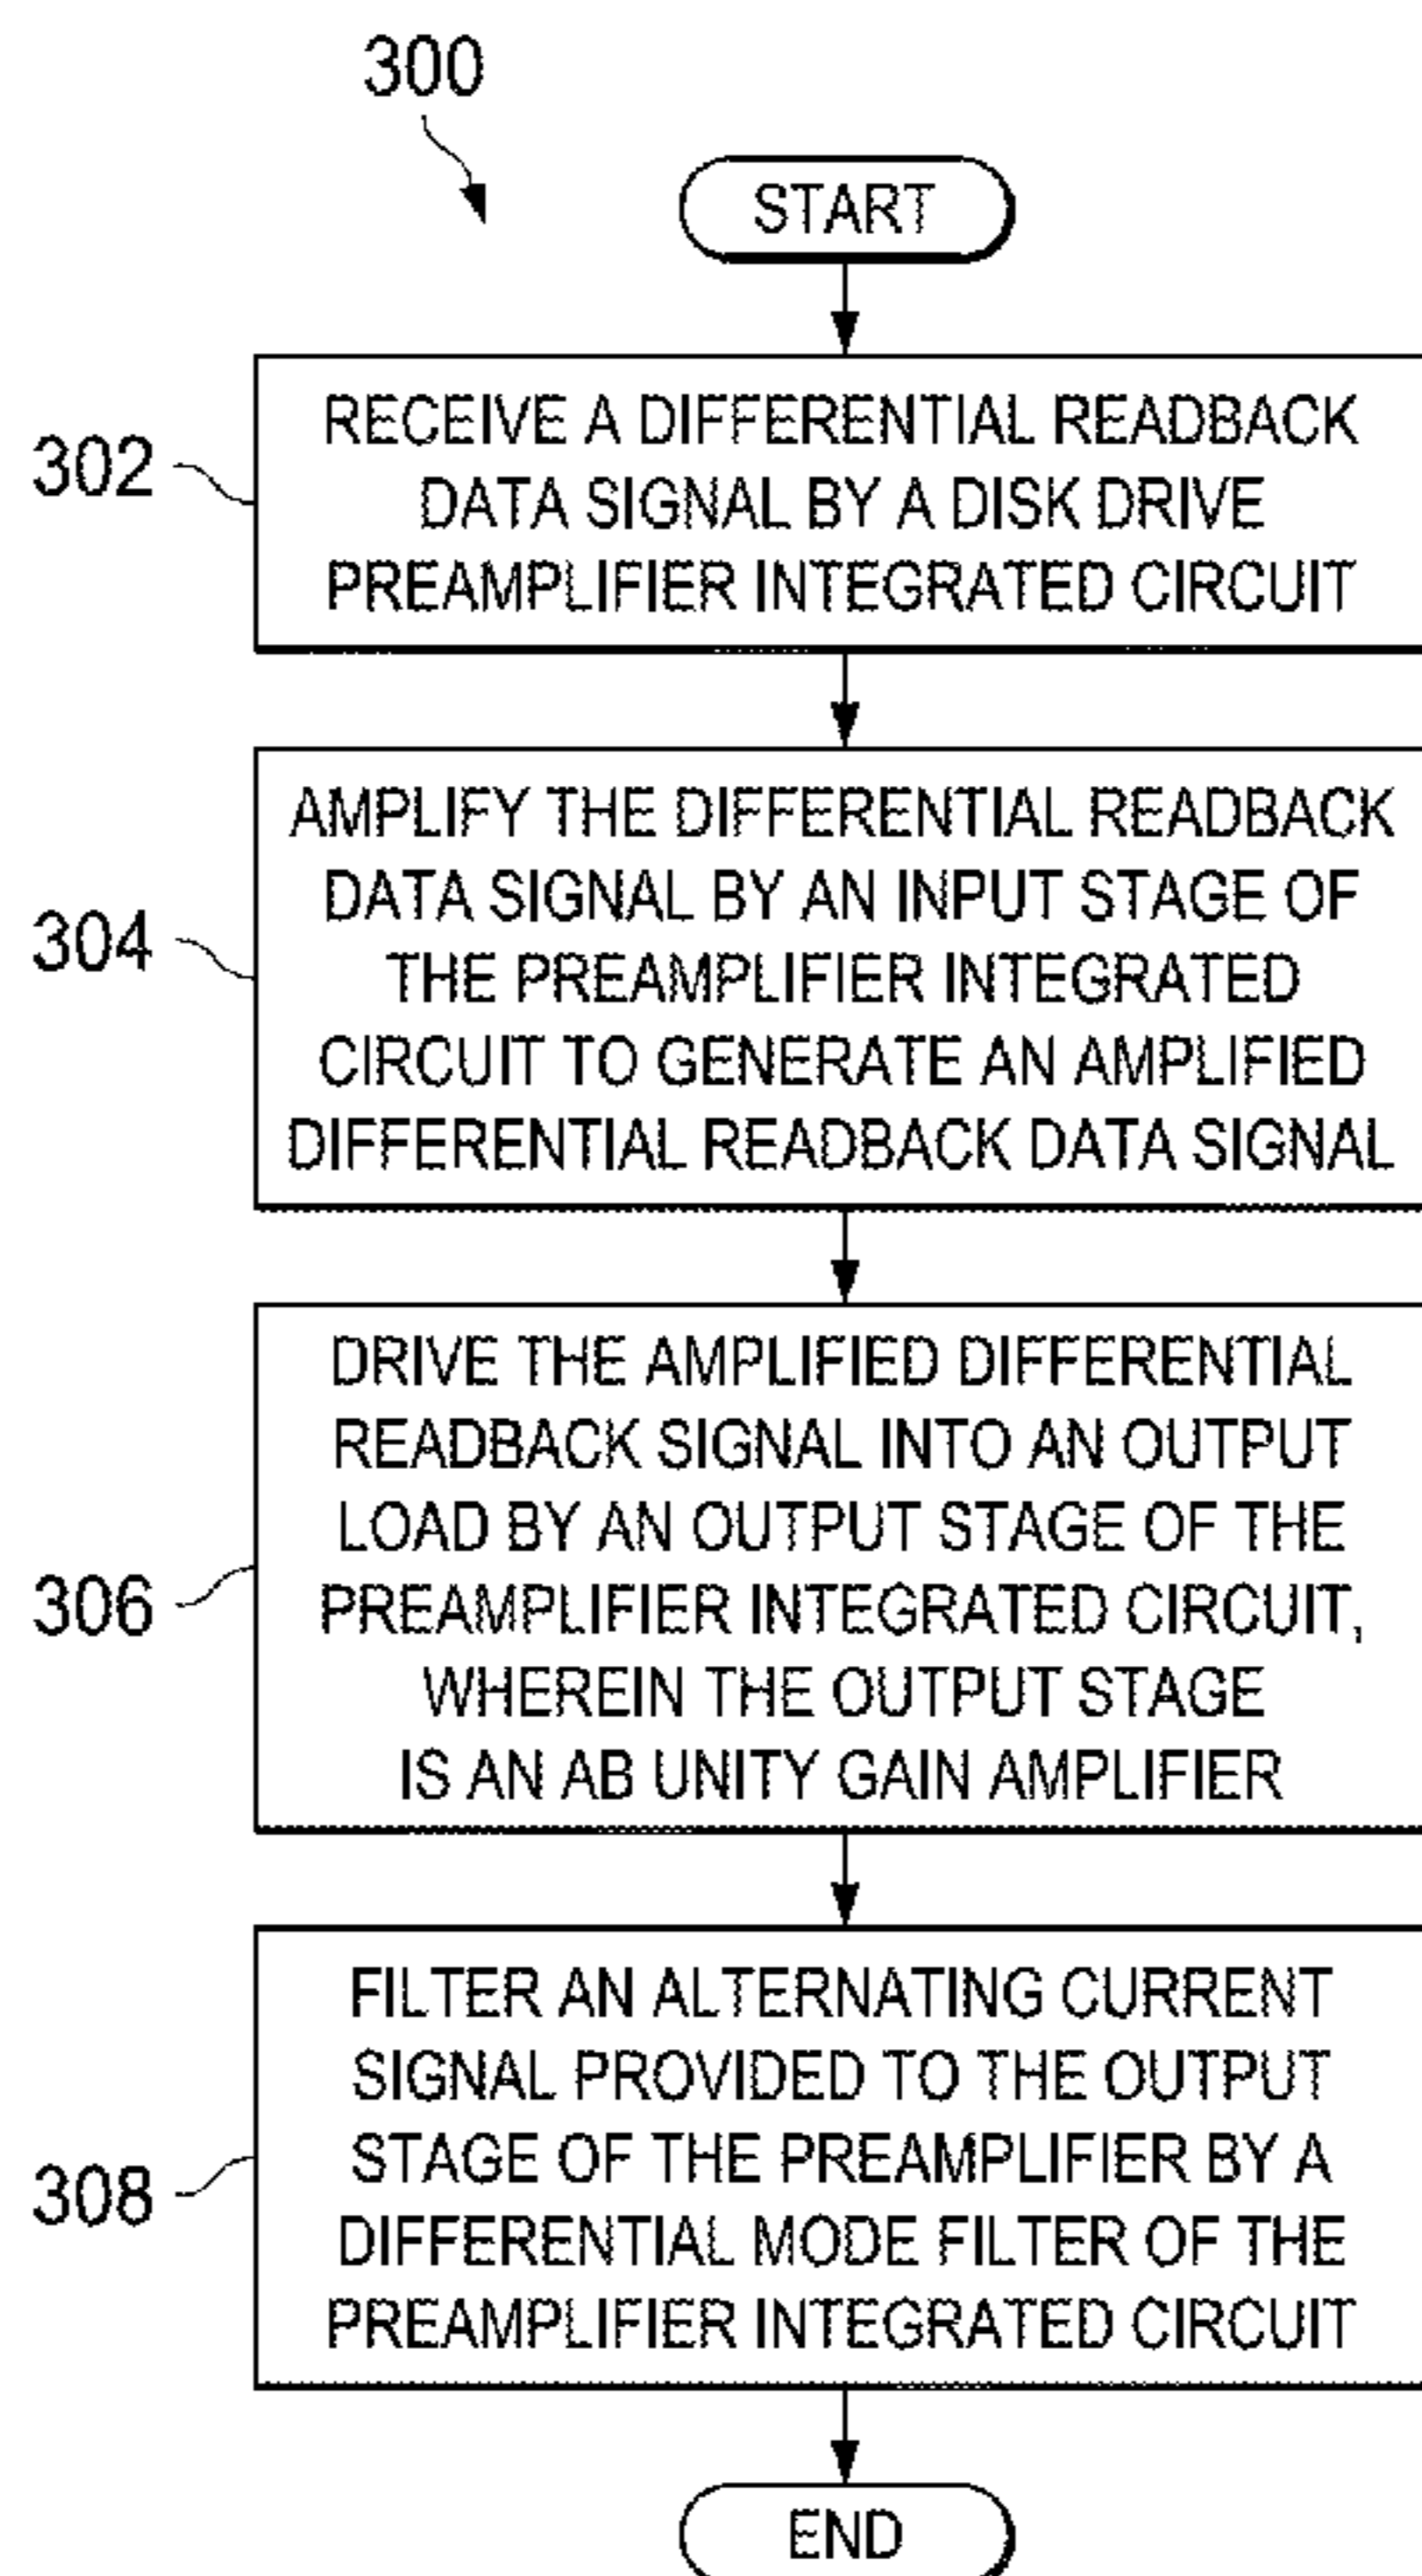 300
START
302
RECEIVE A DIFFERENTIAL READBACK
DATA SIGNAL BY A DISK DRIVE
PREAMPLIFIER INTEGRATED CIRCUIT
304
AMPLIFY THE DIFFERENTIAL READBACK
DATA SIGNAL BY AN INPUT STAGE OF
THE PREAMPLIFIER INTEGRATED
CIRCUIT TO GENERATE AN AMPLIFIED
DIFFERENTIAL READBACK DATA SIGNAL
306
DRIVE THE AMPLIFIED DIFFERENTIAL
READBACK SIGNAL INTO AN OUTPUT
LOAD BY AN OUTPUT STAGE OF THE
PREAMPLIFIER INTEGRATED CIRCUIT,
WHEREIN THE OUTPUT STAGE
IS AN AB UNITY GAIN AMPLIFIER
308
FILTER AN ALTERNATING CURRENT
SIGNAL PROVIDED TO THE OUTPUT
STAGE OF THE PREAMPLIFIER BY A
DIFFERENTIAL MODE FILTER OF THE
PREAMPLIFIER INTEGRATED CIRCUIT
END